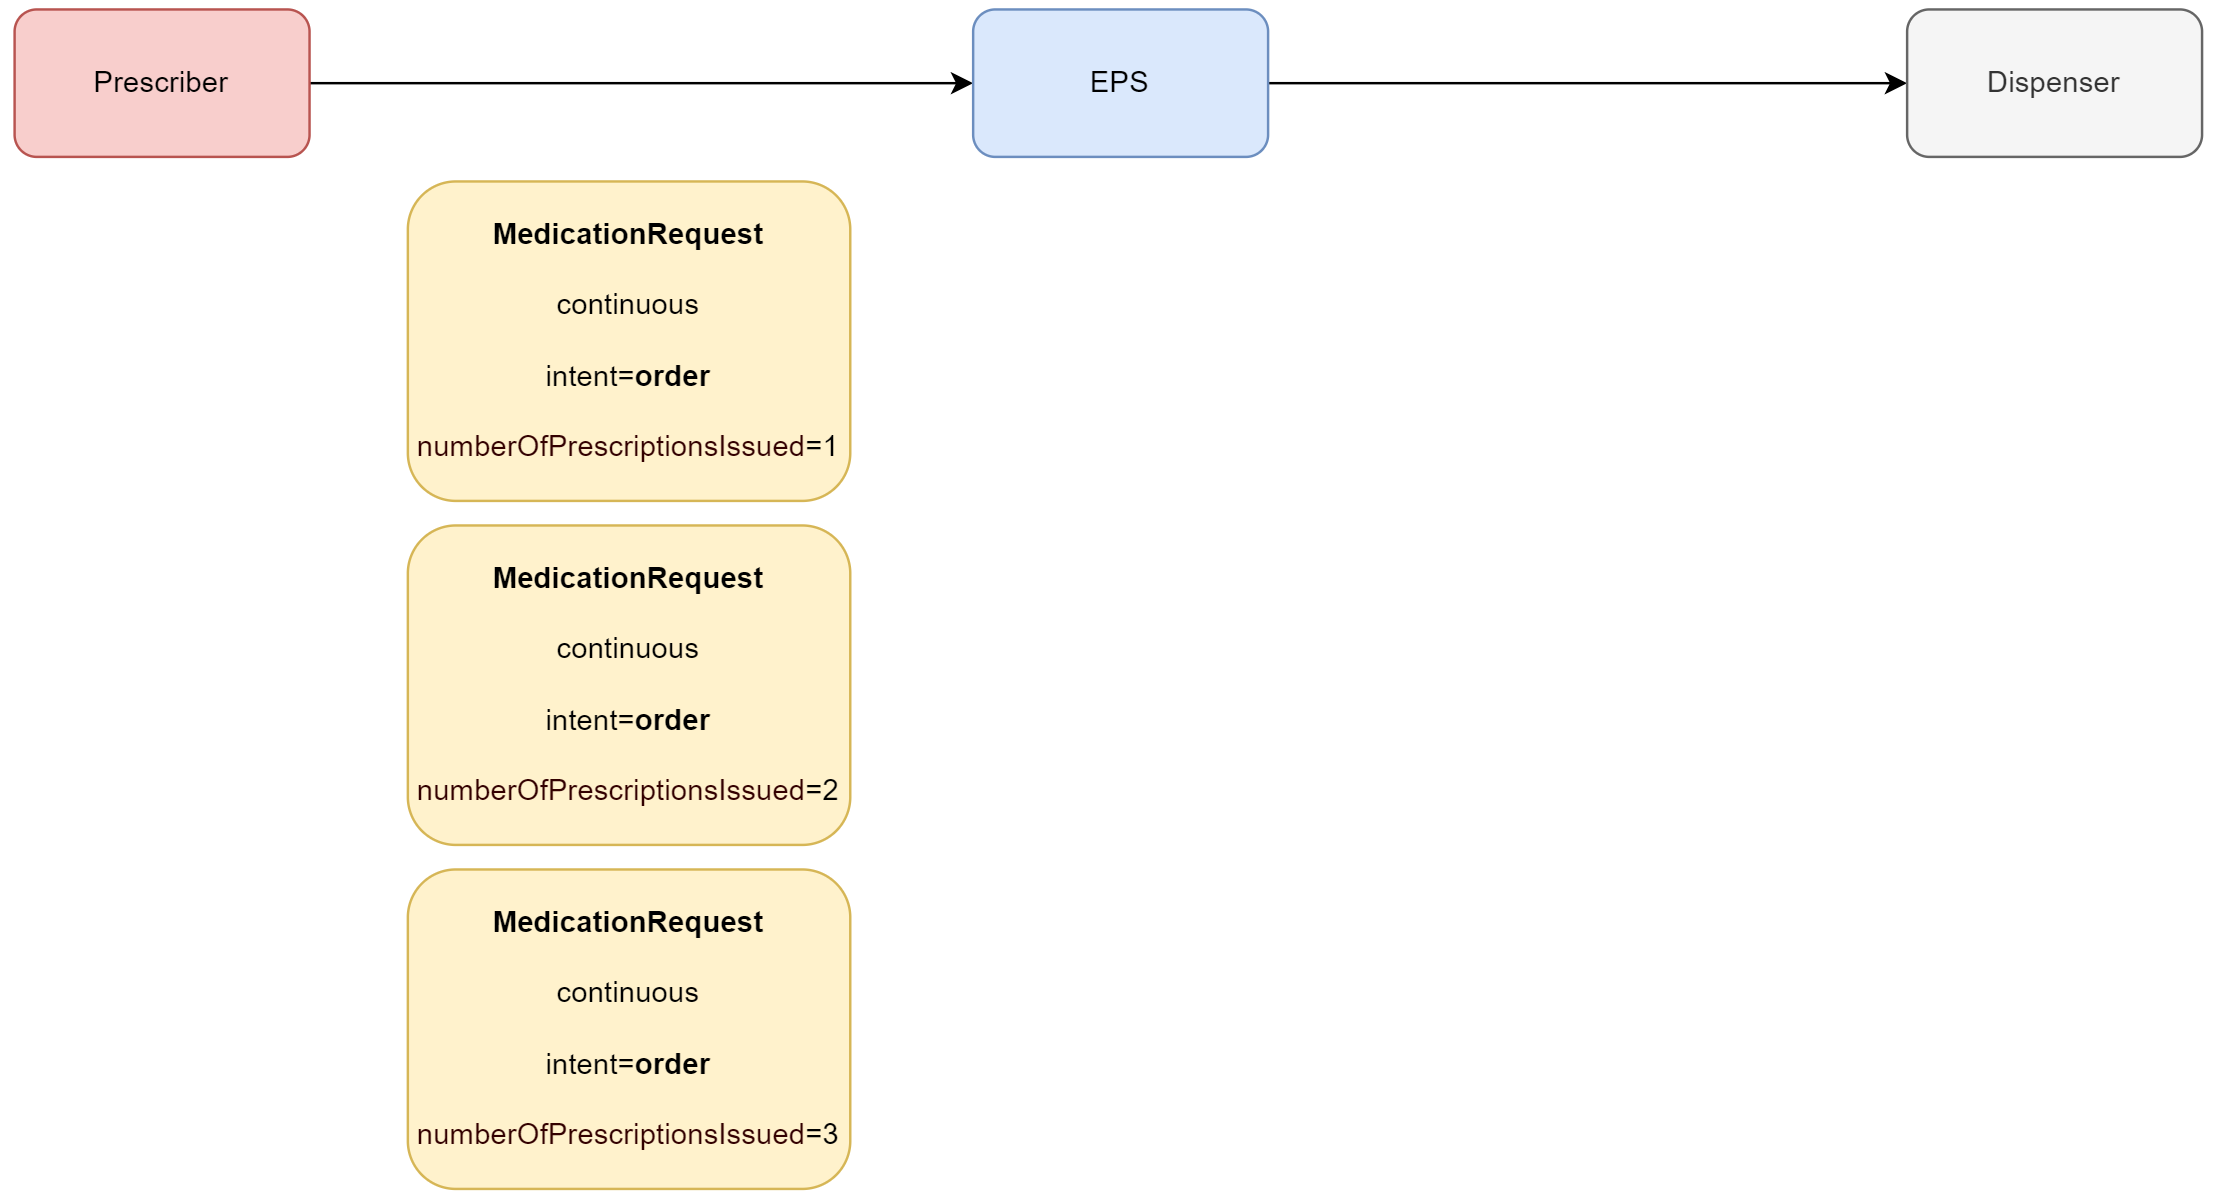 Prescriber
EPS
Dispenser
MedicationRequest
continuous
intent=order
numberOfPrescriptionsIssued=1
MedicationRequest
continuous
intent=order
numberOfPrescriptionsIssued=2
MedicationRequest
continuous
intent=order
numberOfPrescriptionsIssued=3